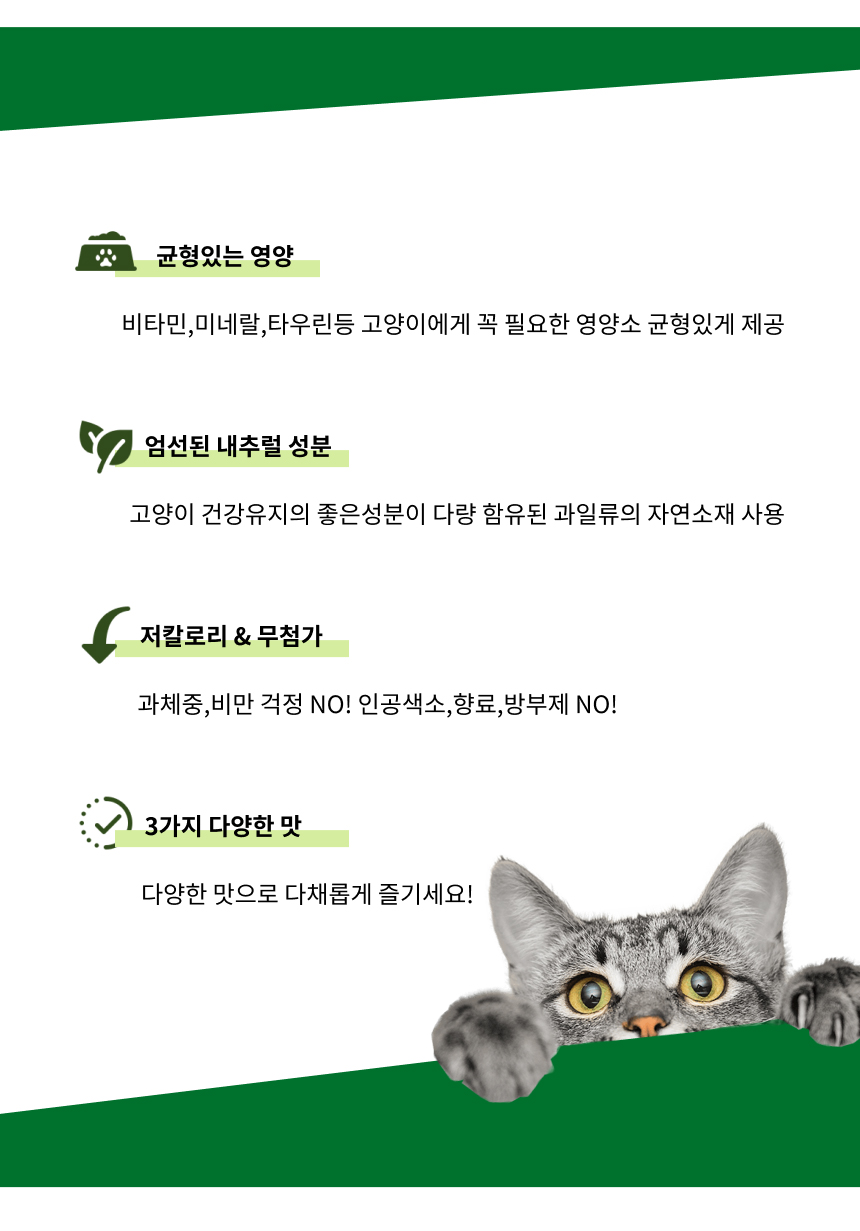 균형있는 영양
비타민,미네랄,타우린등 고양이에게 꼭 필요한 영양소 균형있게 제공
엄선된 내추럴 성분
고양이 건강유지의 좋은성분이 다량 함유된 과일류의 자연소재 사용
저칼로리 & 무첨가
과체중,비만 걱정 NO! 인공색소,향료,방부제 NO!
3가지 다양한 맛
다양한 맛으로 다채롭게 즐기세요!